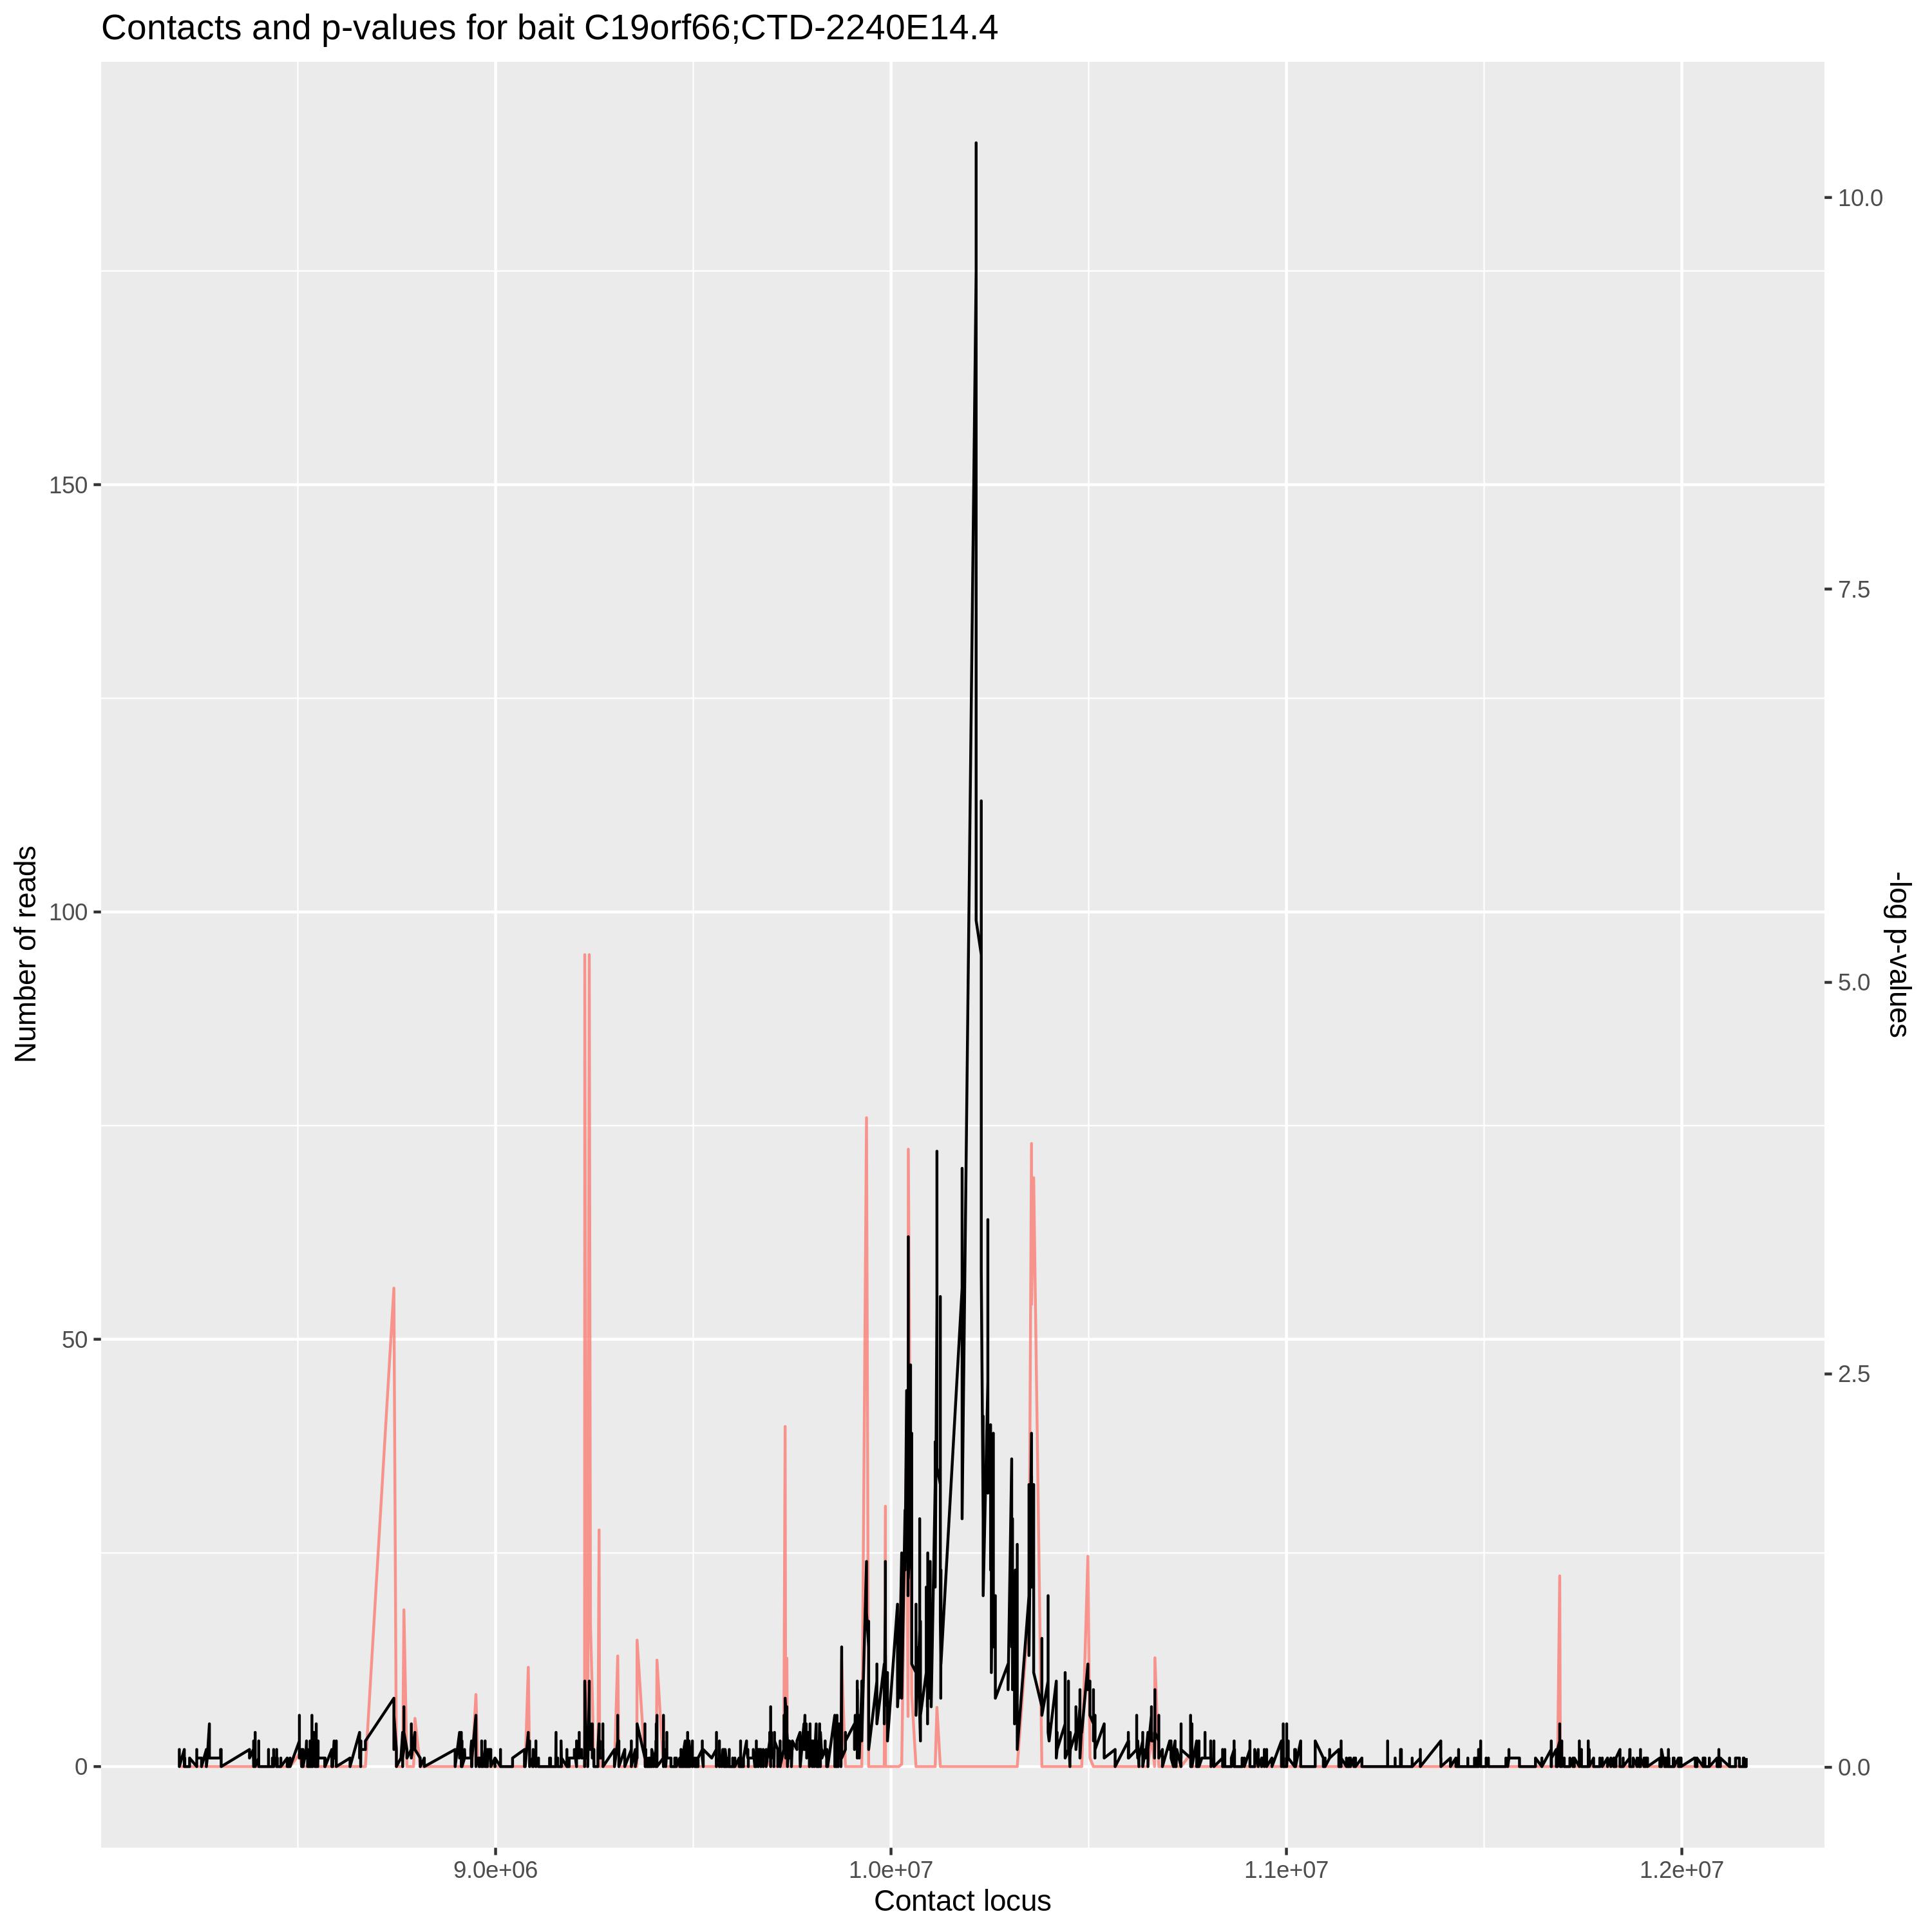 Contacts and p-values for bait C19orf66;CTD-2240E14.4
150
100
50
0
Number of reads
10.0
7.5
5.0
2.5
0.0
-log p-values
9.0e+06
1.0e+07
1.1e+07
1.2e+07
Contact locus